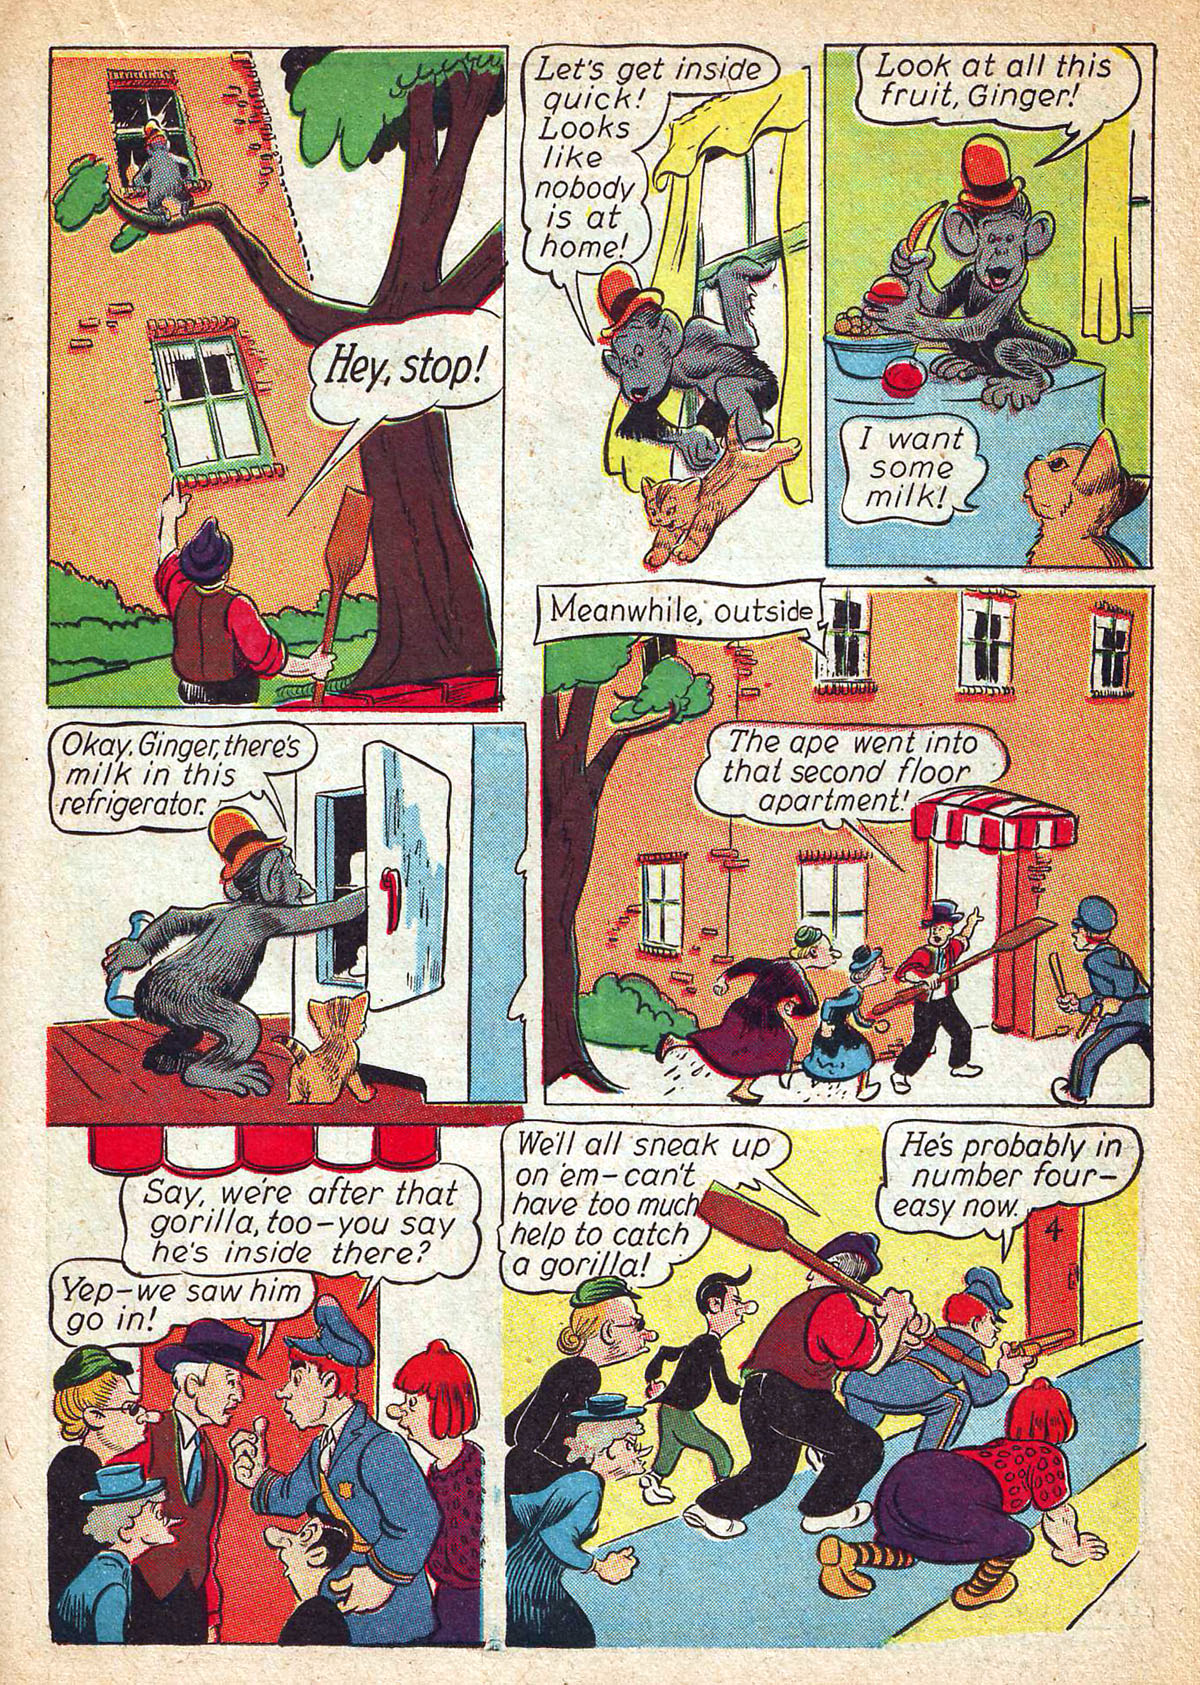 Hey, stop!
Let's get inside
quick!
Looks
like
nobody
is at
home!
Look at all this
fruit, Ginger!
I want
some
milk!
Okay. Ginger, there's
milk in this
refrigerator.
Meanwhile, outside
The ape went into
that second floor
apartment!
Say, we're after that
gorilla, too—you say
he's inside there?
Yep—we saw him
go in!
We'll all sneak up
on 'em—can't
have too much
help to catch
a gorilla!
He's probably in
number four—
easy now.
4